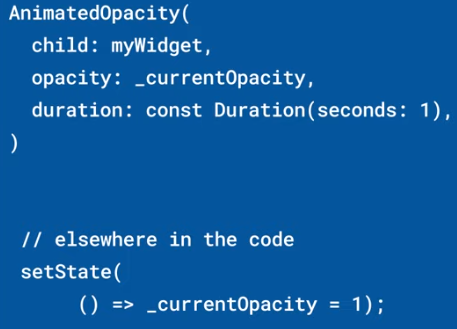 AnimatedOpacity(
  child: myWidget,
  opacity: _currentOpacity,
  duration: const Duration(seconds: 1),
)
// elsewhere in the code
setState(
     () => _currentOpacity = 1);